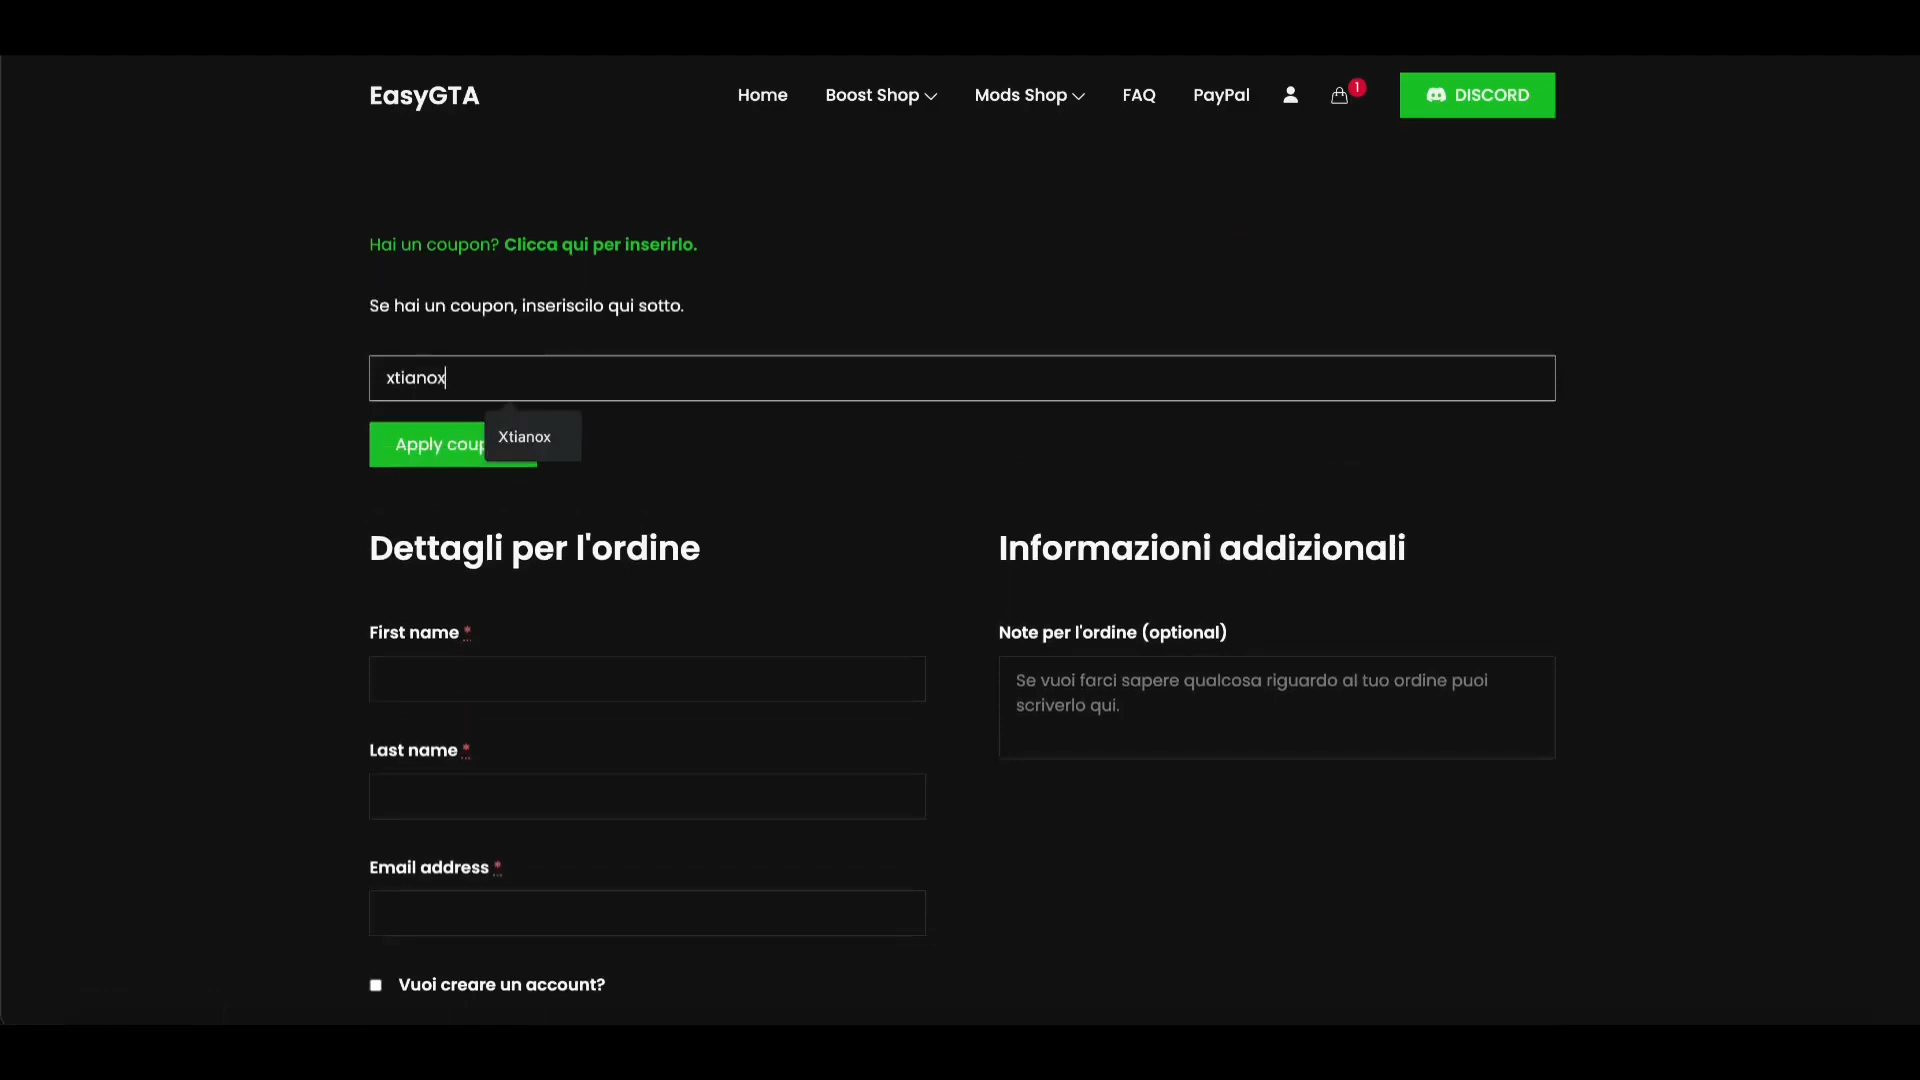 EasyGTA
Home
Boost Shop
Mods Shop
FAQ
PayPal
1
DISCORD
Hai un coupon? Clicca qui per inserirlo.
Se hai un coupon, inseriscilo qui sotto.
xtianox
Apply coup
Xtianox
Dettagli per l'ordine
First name *
Last name *
Email address *
Vuoi creare un account?
Informazioni addizionali
Note per l'ordine (optional)
Se vuoi farci sapere qualcosa riguardo al tuo ordine puoi
scriverlo qui.